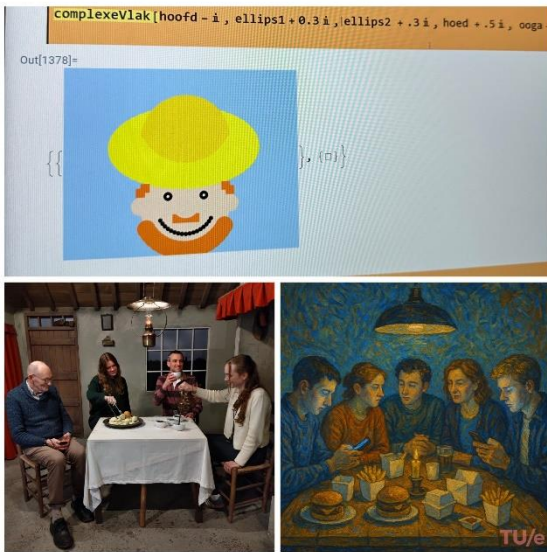 complexeVlak[hoofd - i, ellips1 + 0.3 i, ellips2 + .3 i, hoed + .5 i, ooga
Out[1378]=
{{ }, {□}}
TU/e